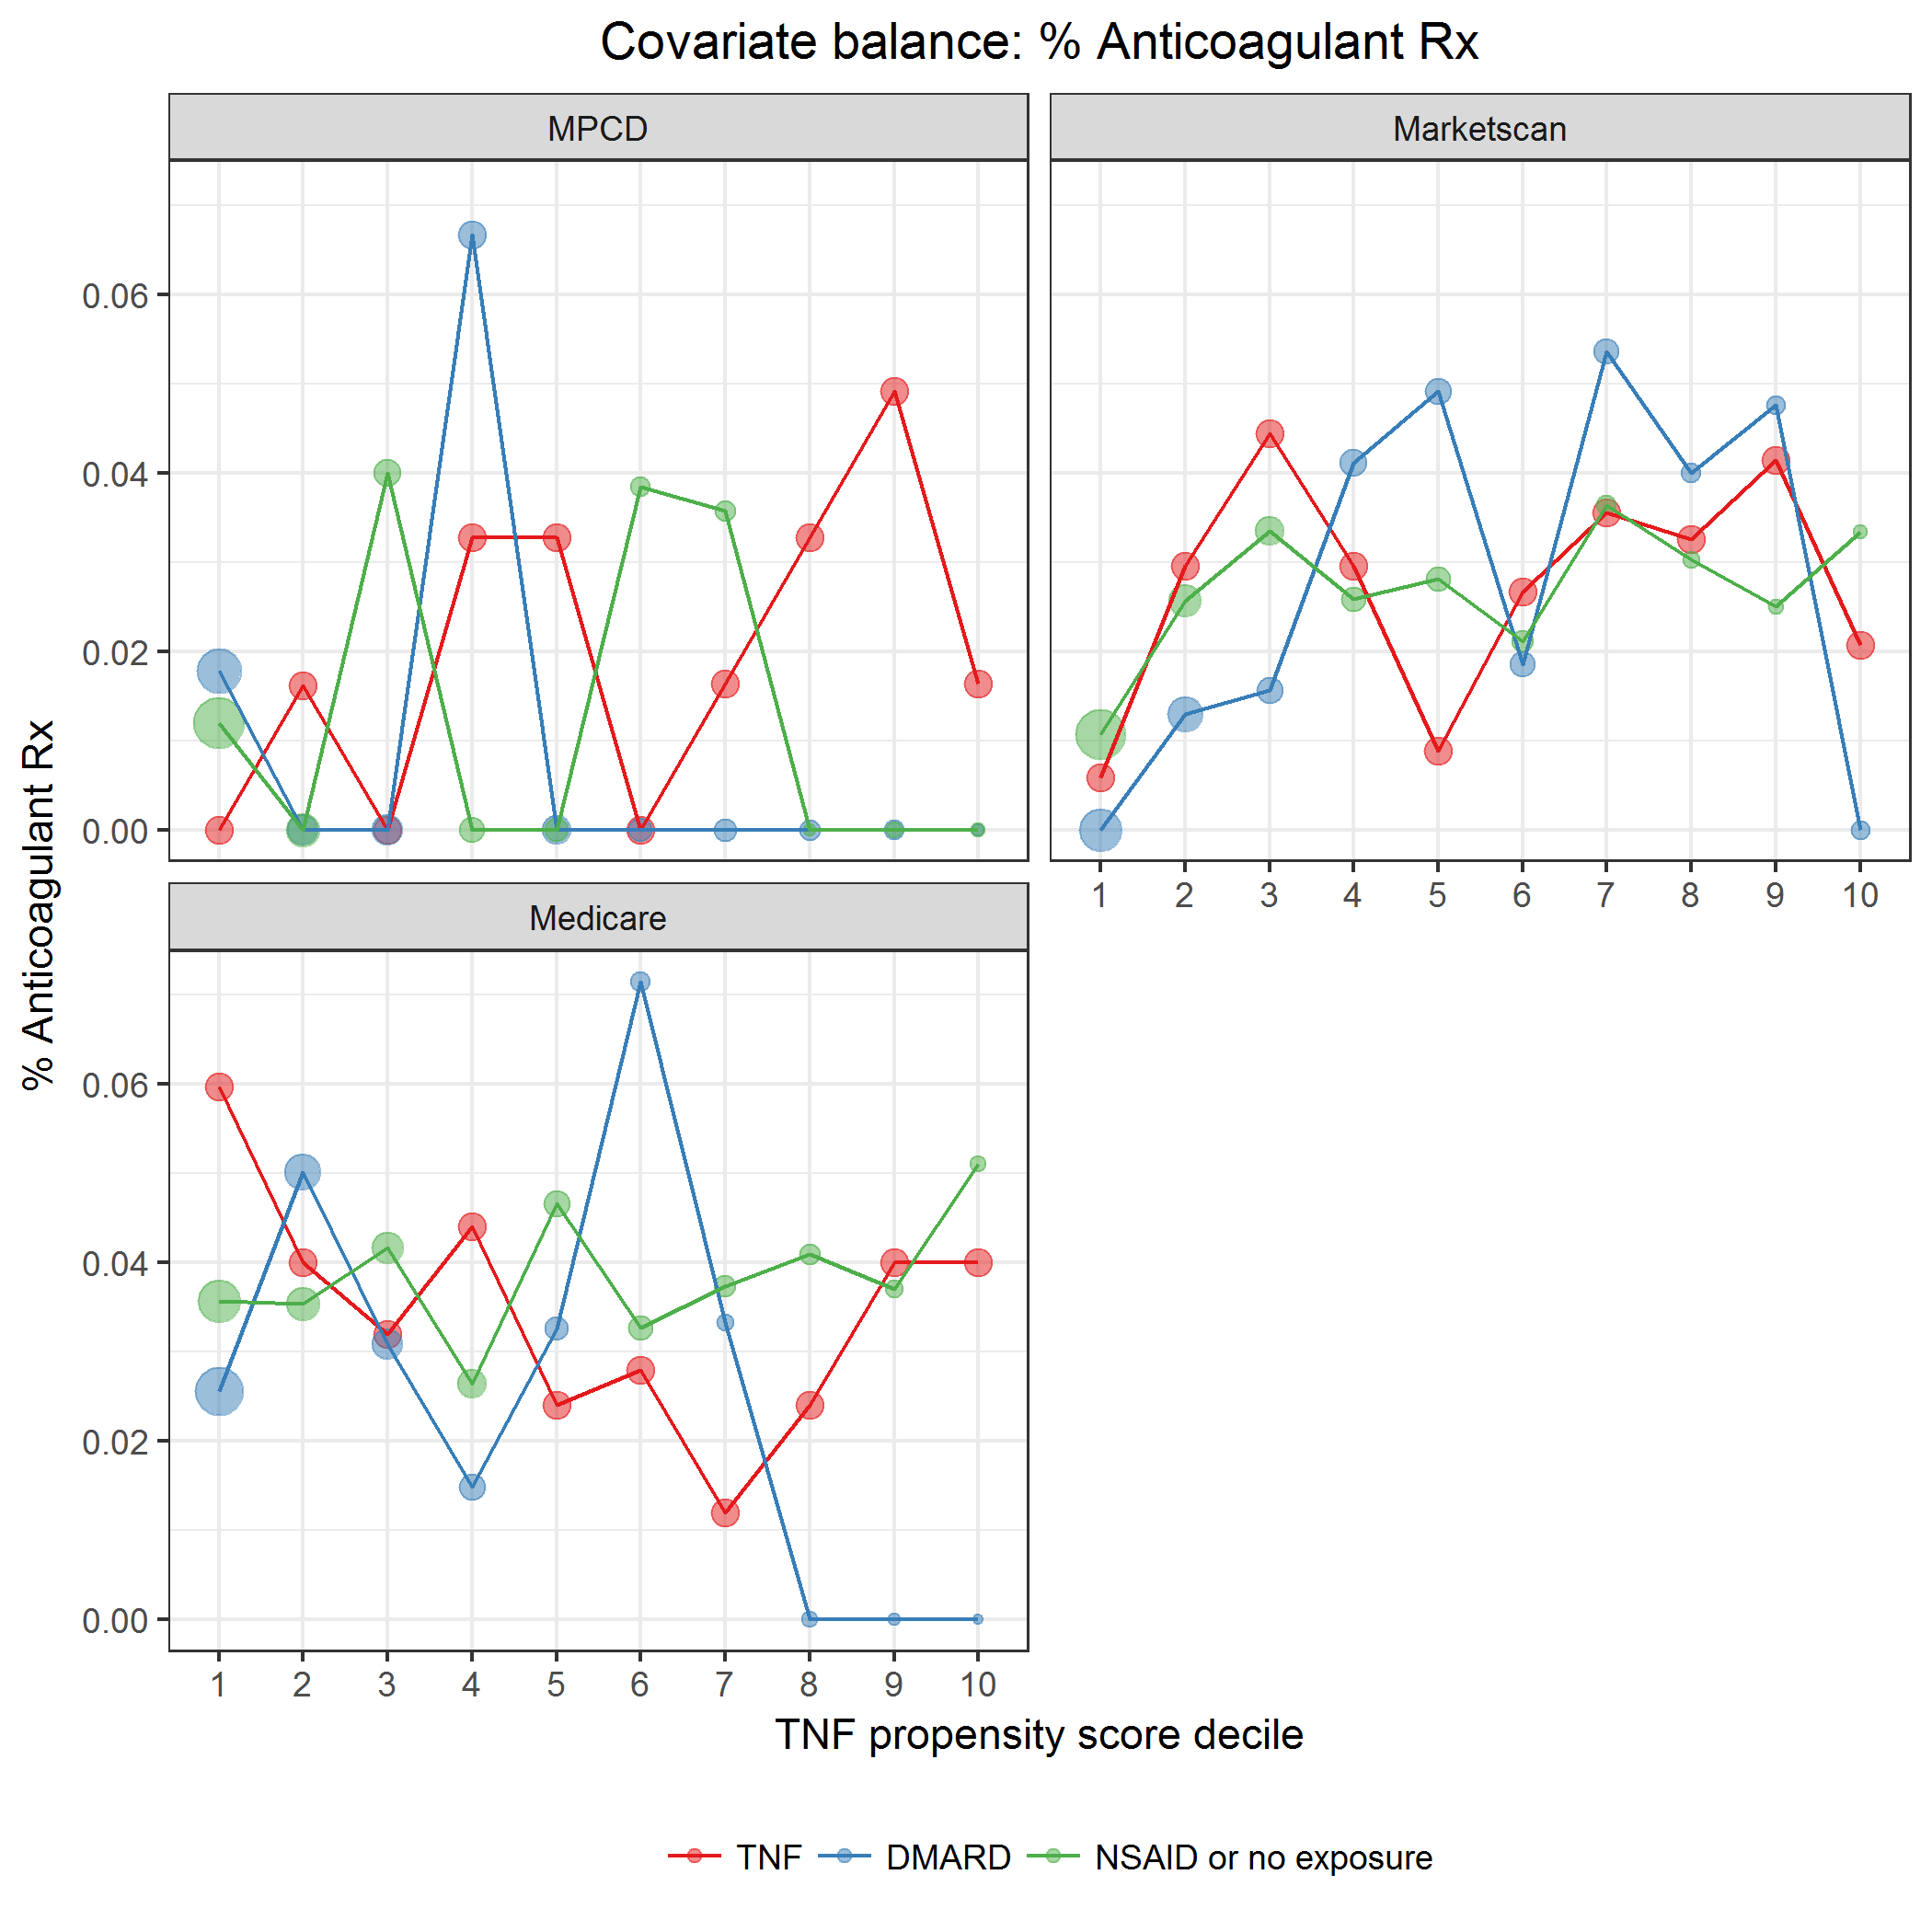 Covariate balance: % Anticoagulant Rx
MPCD
Marketscan
0.06
0.04
0.02
0.00
1 2 3 4 5 6 7 8 9 10
Medicare
% Anticoagulant Rx
0.06
0.04
0.02
0.00
1 2 3 4 5 6 7 8 9 10
TNF propensity score decile
TNF DMARD NSAID or no exposure